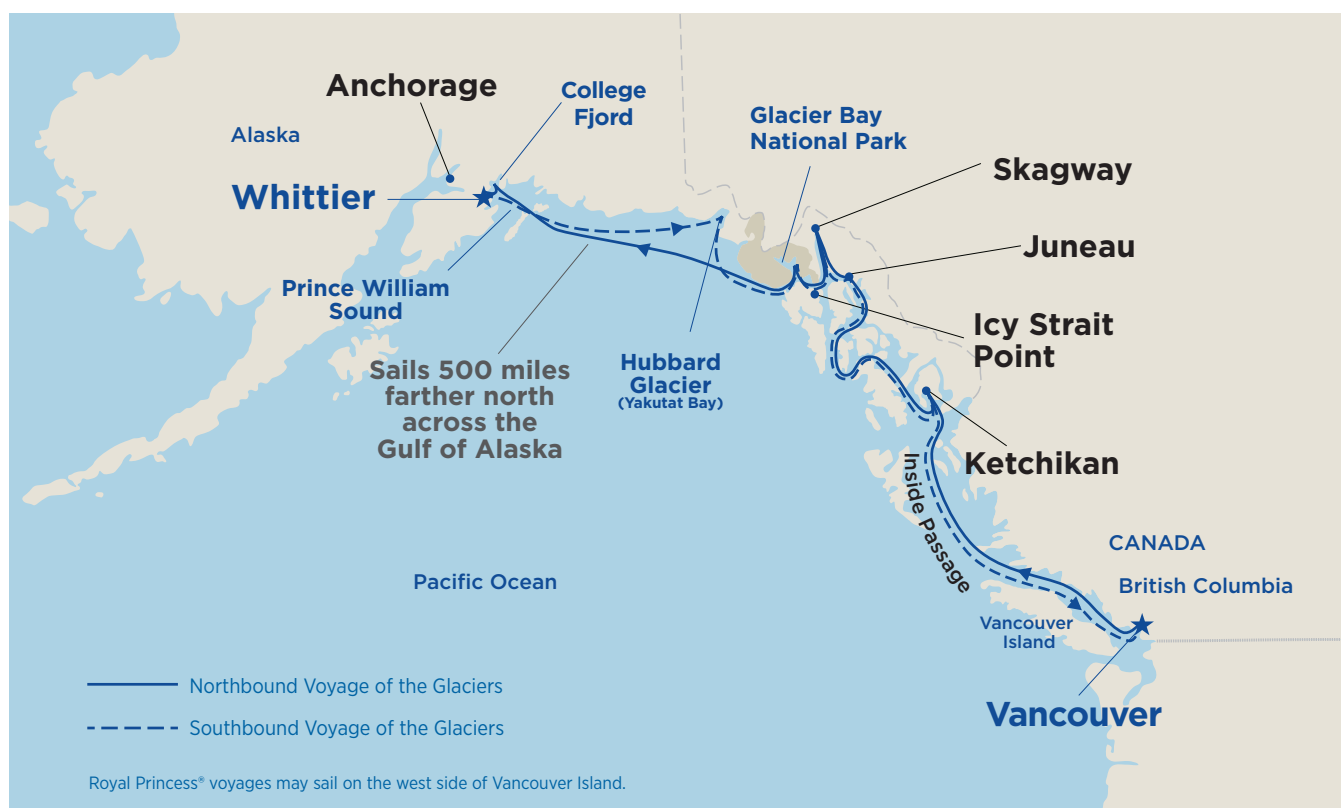 Anchorage
College
Fjord
Alaska
Glacier Bay
National Park
Skagway
Whittier
Juneau
Prince William
Sound
Icy Strait
Point
Hubbard
Glacier
(Yakutat Bay)
Sails 500 miles
farther north
across the
Gulf of Alaska
Ketchikan
Inside Passage
CANADA
Pacific Ocean
British Columbia
Vancouver
Island
Vancouver
Northbound Voyage of the Glaciers
Southbound Voyage of the Glaciers
Royal Princess® voyages may sail on the west side of Vancouver Island.